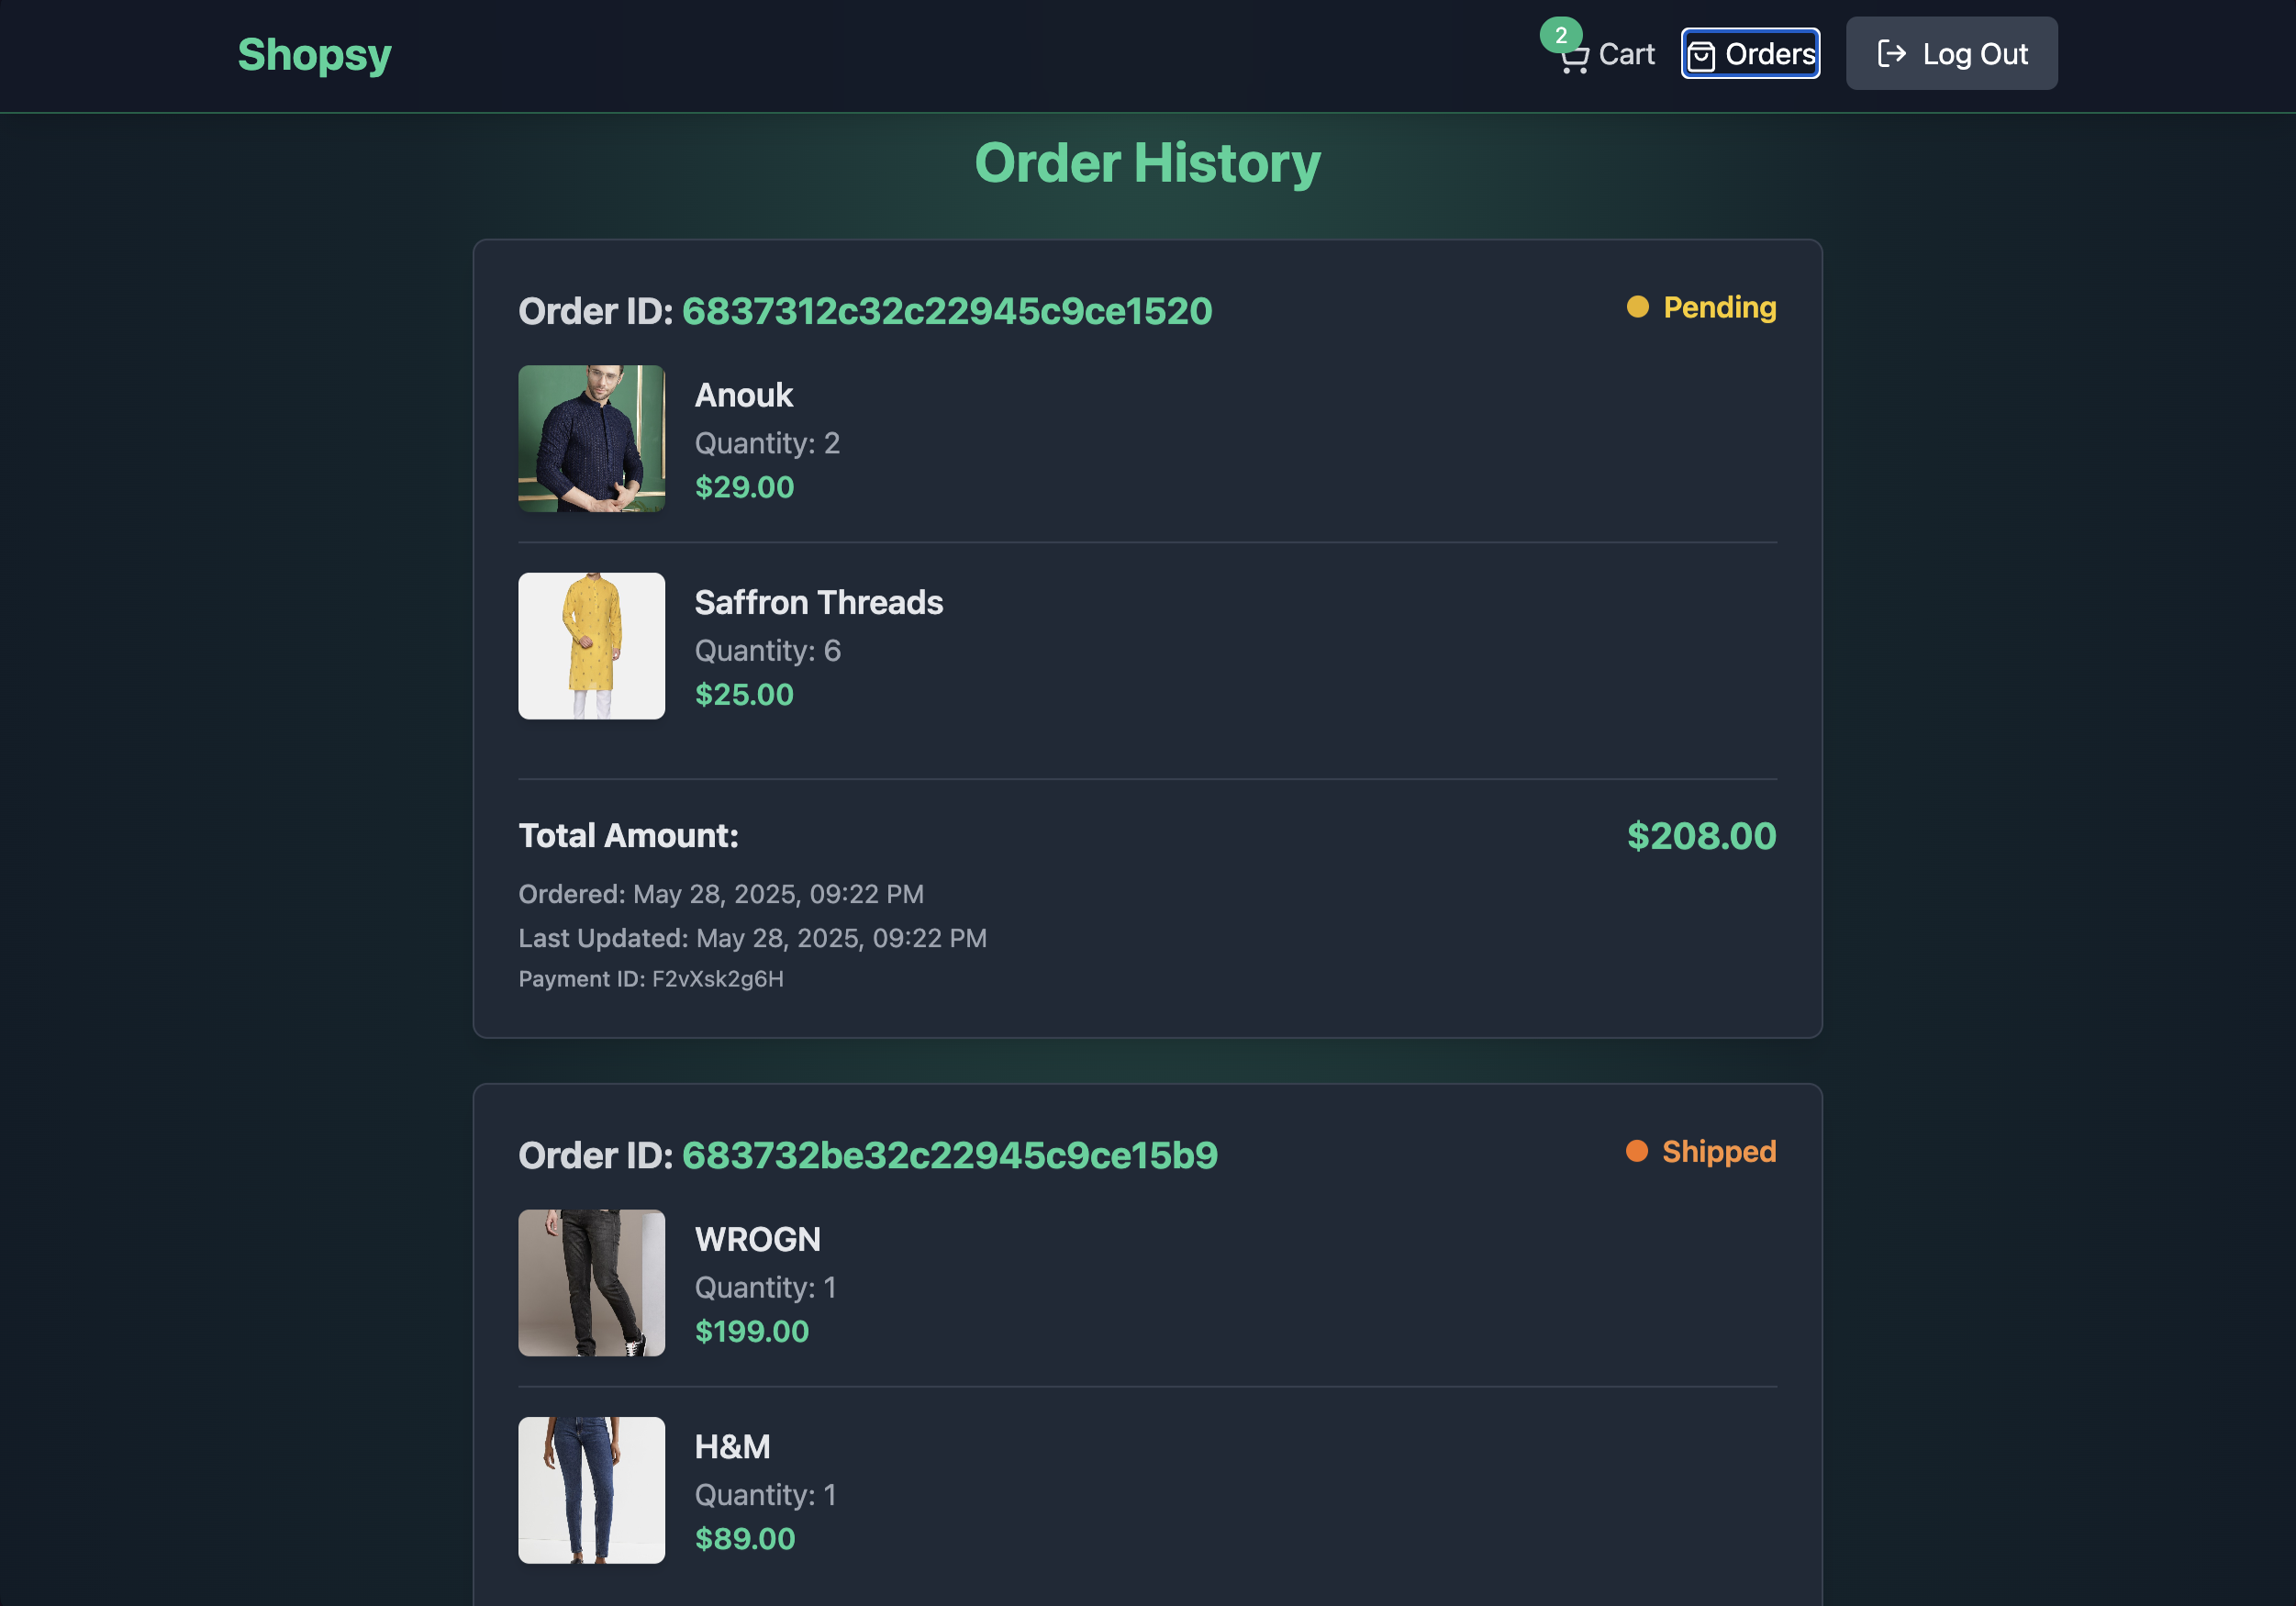 Shopsy
2
Cart
Orders
Log Out
Order History
Order ID: 6837312c32c22945c9ce1520
Pending
Anouk
Quantity: 2
$29.00
Saffron Threads
Quantity: 6
$25.00
Total Amount:
$208.00
Ordered: May 28, 2025, 09:22 PM
Last Updated: May 28, 2025, 09:22 PM
Payment ID: F2vXsk2g6H
Order ID: 683732be32c22945c9ce15b9
Shipped
WROGN
Quantity: 1
$199.00
H&M
Quantity: 1
$89.00